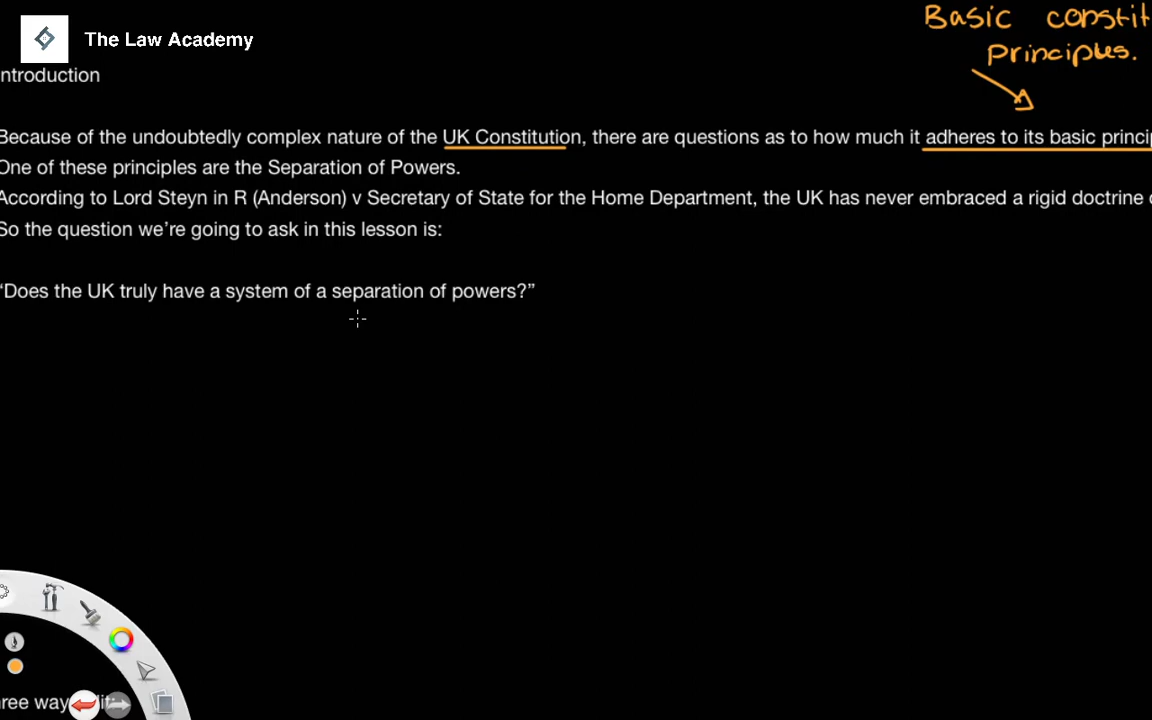 Basic constit
Principles.
The Law Academy
ntroduction
Because of the undoubtedly complex nature of the UK Constitution, there are questions as to how much it adheres to its basic princi
One of these principles are the Separation of Powers.
According to Lord Steyn in R (Anderson) v Secretary of State for the Home Department, the UK has never embraced a rigid doctrine
So the question we're going to ask in this lesson is:
“Does the UK truly have a system of a separation of powers?”
ree way